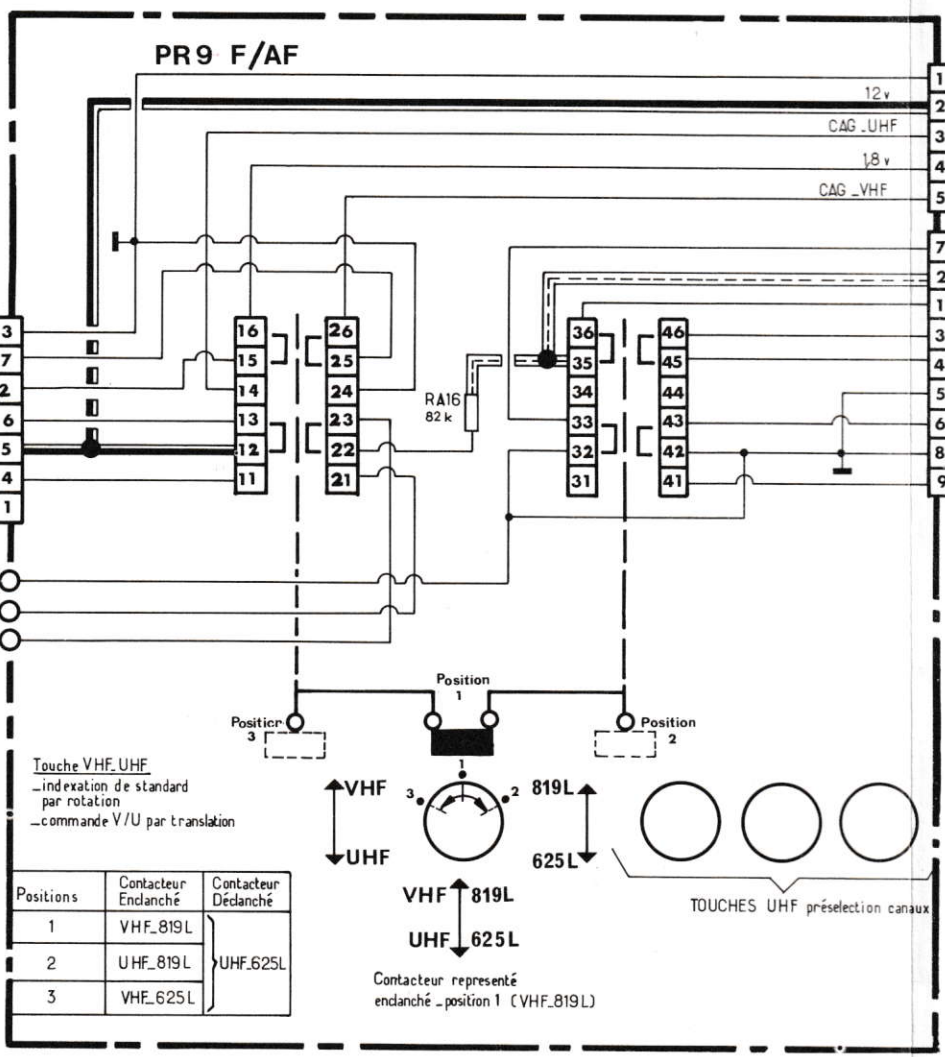 PR9 F/AF
1
12v
2
CAG_UHF
3
1,8v
4
CAG_VHF
5
7
2
1
3
4
5
6
8
9
3
7
2
6
5
4
1
16
15
14
13
12
11
26
25
24
23
22
21
RA16
82k
36
35
34
33
32
31
46
45
44
43
42
41
Position
1
Position
3
Position
2
Touche VHF_UHF
_indexation de standard
par rotation
_commande V/U par translation
VHF
UHF
1
3
2
819L
625L
VHF 819L
UHF 625L
TOUCHES UHF préselection canaux
Positions Contacteur Enclanché Contacteur Déclanché
1 VHF_819L
2 UHF_819L UHF_625L
3 VHF_625L
Contacteur representé
enclanché _ position 1 (VHF_819L)